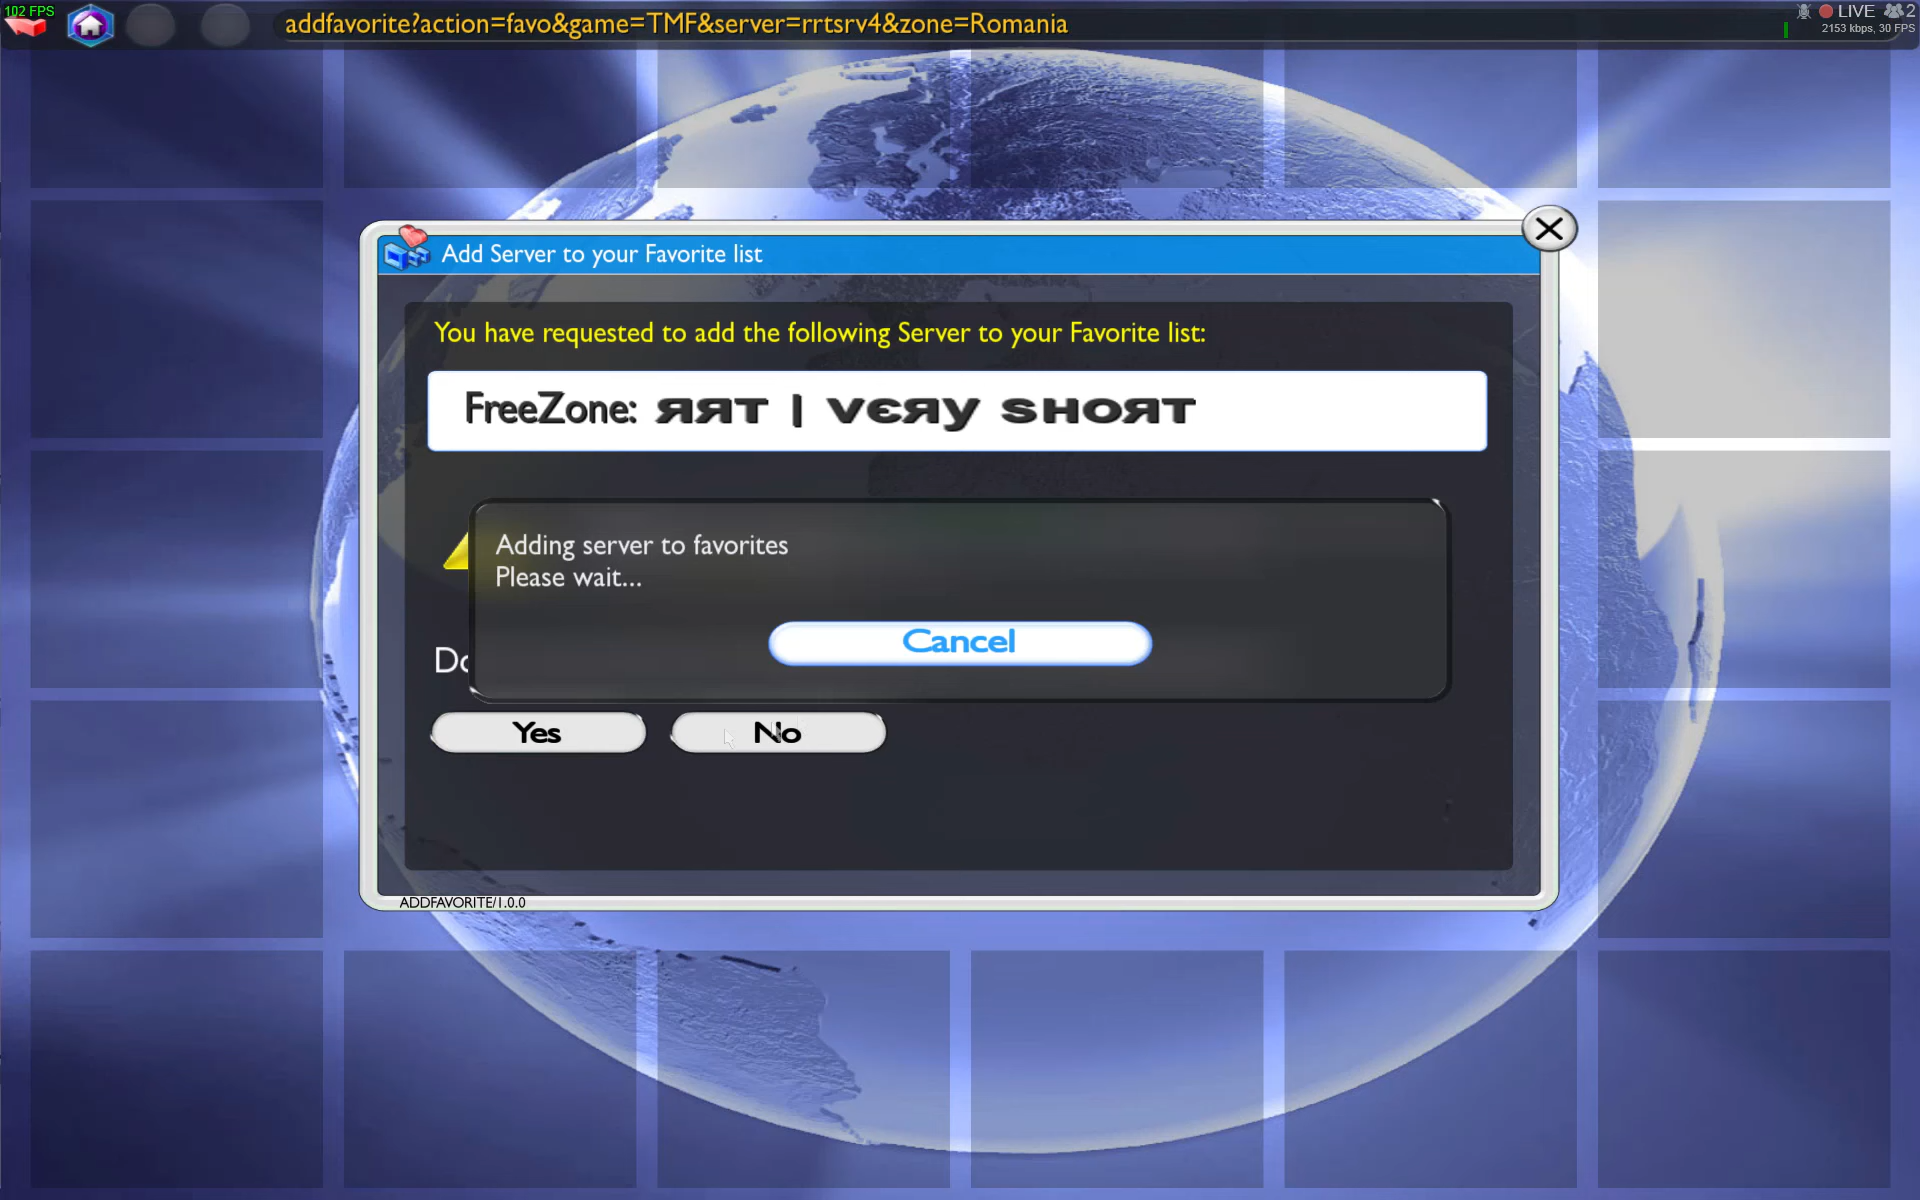 102 FPS
addfavorite?action=favo&game=TMF&server=rrtsrv4&zone=Romania
LIVE 2
2153 kbps, 30 FPS
Add Server to your Favorite list
You have requested to add the following Server to your Favorite list:
FreeZone: ЯЯT | VЄЯY SHOЯT
Adding server to favorites
Please wait...
Cancel
Yes
No
ADDFAVORITE/1.0.0